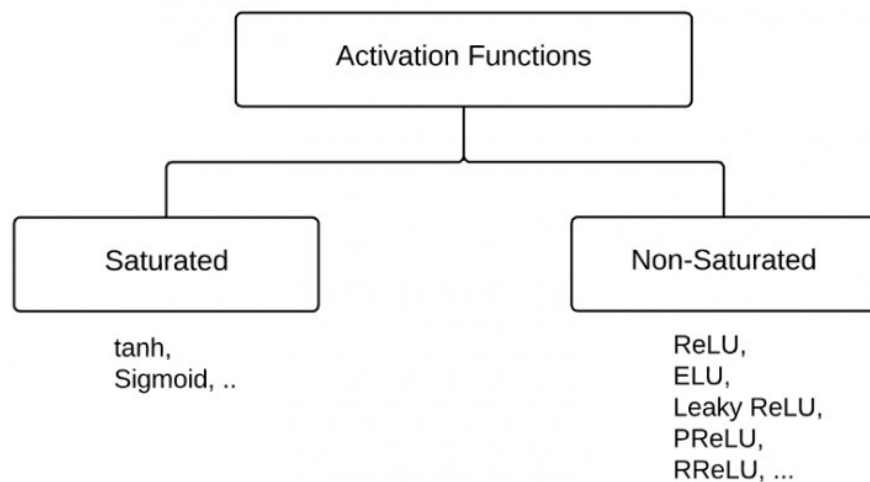 Activation Functions
Saturated
Non-Saturated
tanh,
Sigmoid, ..
ReLU,
ELU,
Leaky ReLU,
PReLU,
RReLU, ...